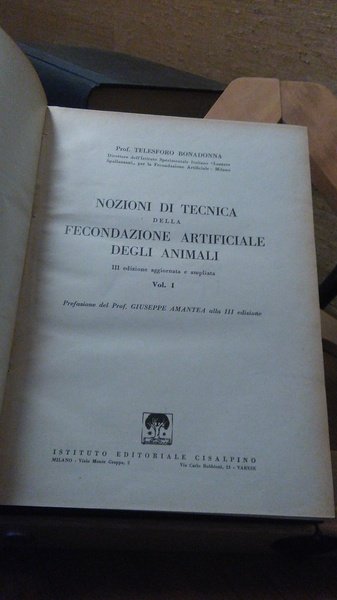 Prof. TELESFORO BONADONNA
Direttore dell'Istituto Sperimentale Italiano "Lazzaro
Spallanzani„ per la Fecondazione Artificiale - Milano
NOZIONI DI TECNICA
DELLA
FECONDAZIONE ARTIFICIALE
DEGLI ANIMALI
III edizione aggiornata e ampliata
Vol. I
Prefazione del Prof. GIUSEPPE AMANTEA alla III edizione
ISTITUTO EDITORIALE CISALPINO
MILANO - Viale Monte Grappa, 2 Via Carlo Robbioni, 23 - VARESE